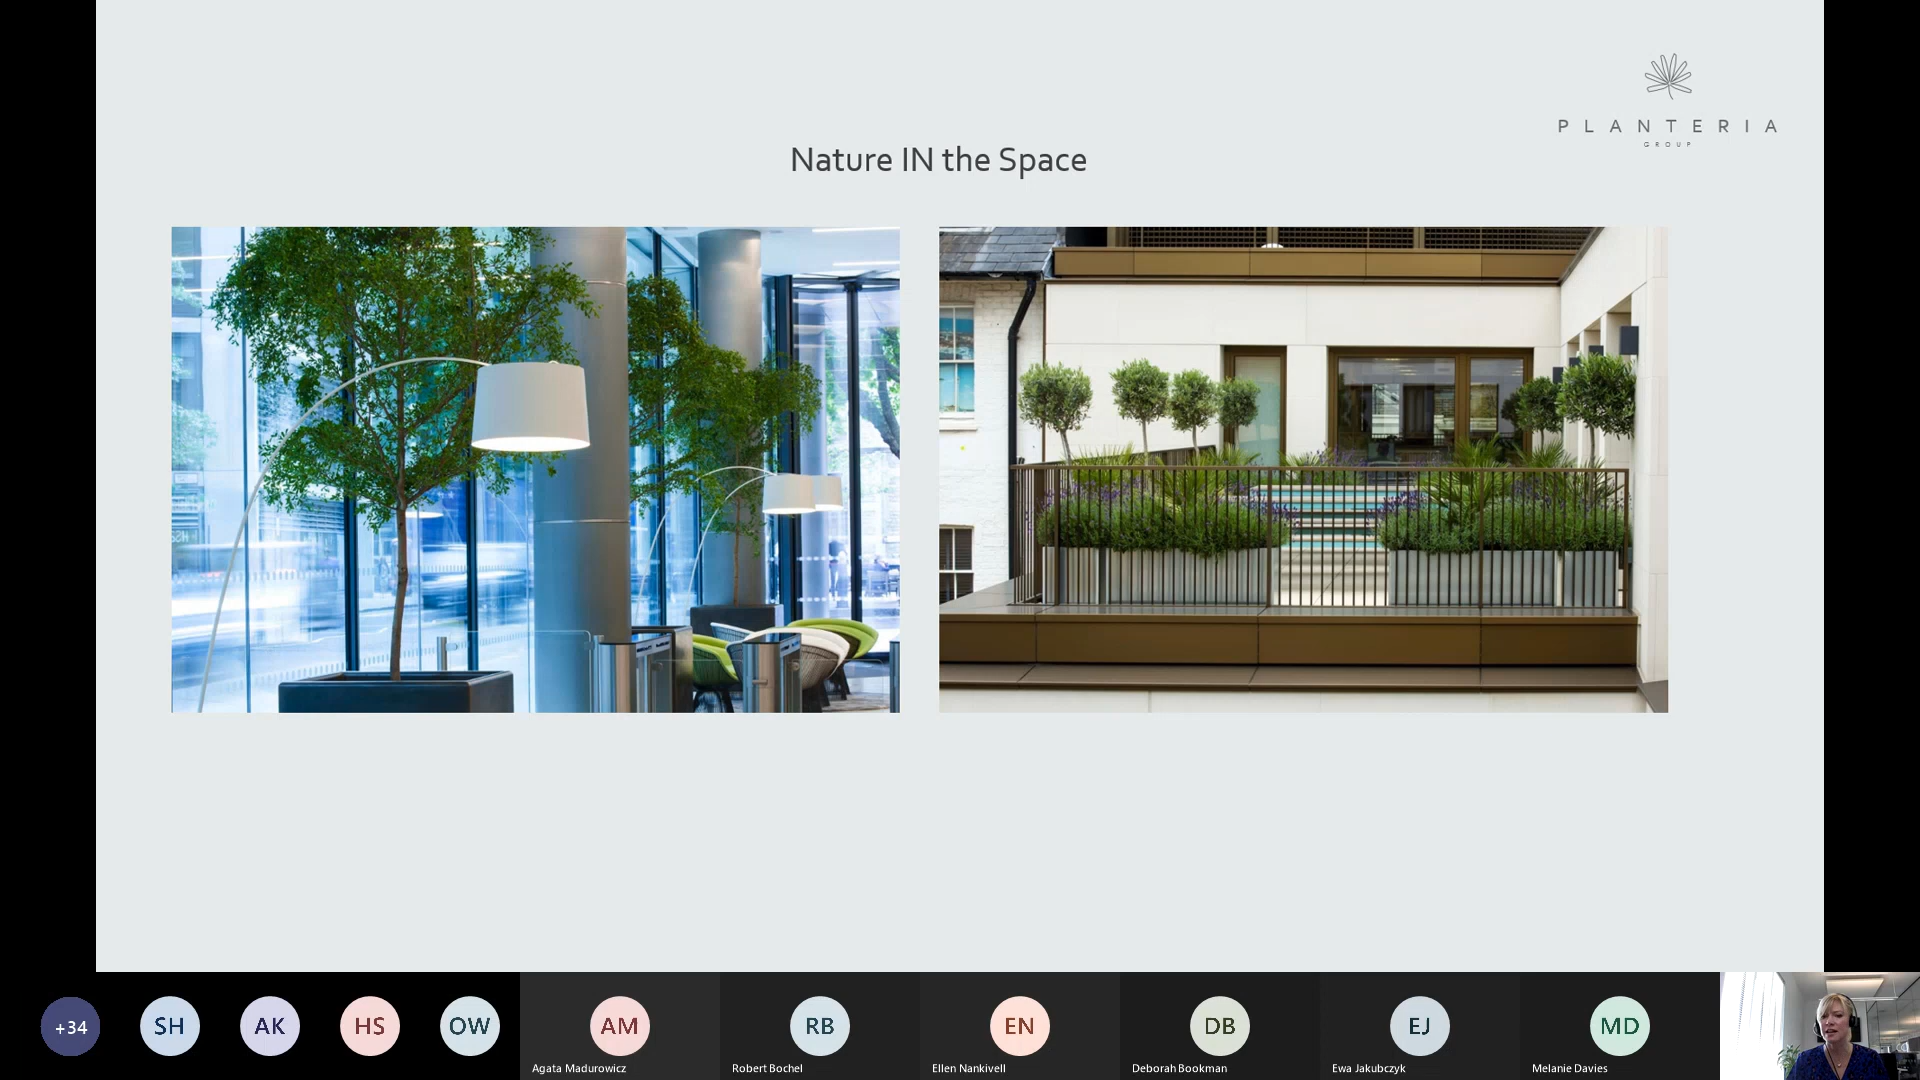 PLANTERIA
GROUP
Nature IN the Space
+34
SH
AK
HS
OW
AM
RB
EN
DB
EJ
MD
Agata Madurowicz
Robert Bochel
Ellen Nankivell
Deborah Bookman
Ewa Jakubczyk
Melanie Davies